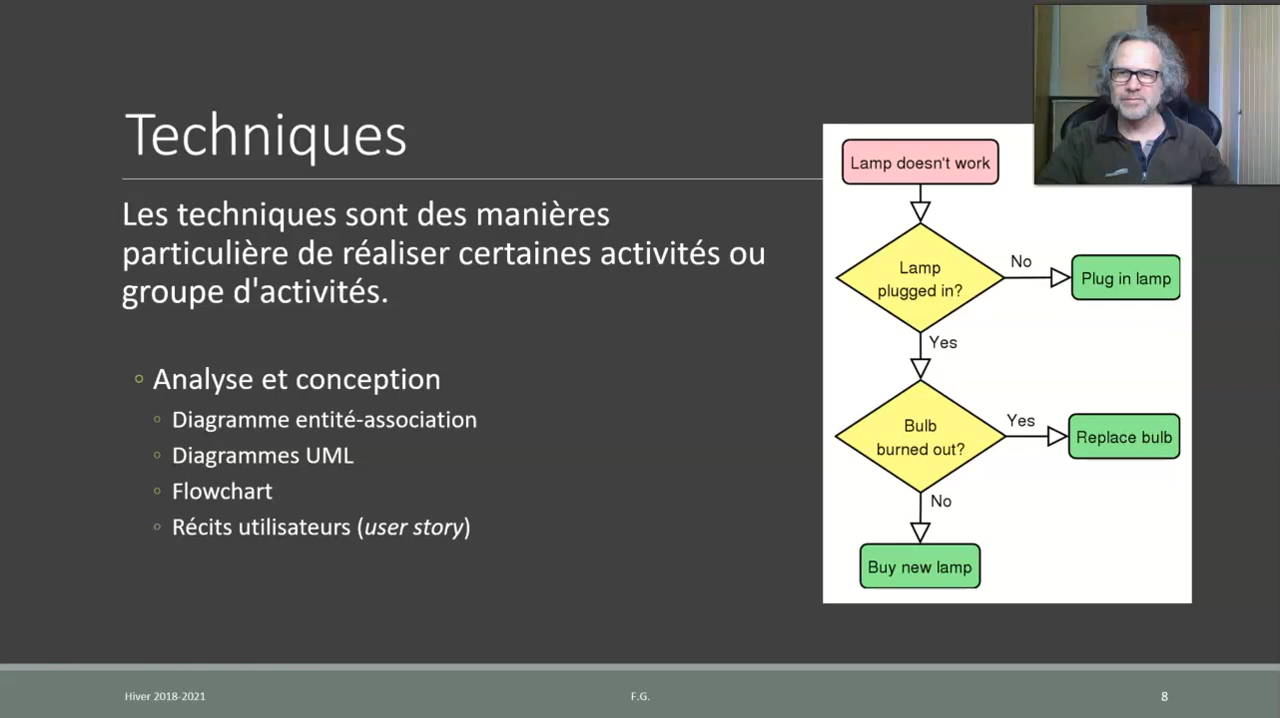 Techniques
Les techniques sont des manières
particulière de réaliser certaines activités ou
groupe d'activités.
Analyse et conception
Diagramme entité-association
Diagrammes UML
Flowchart
Récits utilisateurs (user story)
Lamp doesn't work
Lamp
plugged in?
No
Plug in lamp
Yes
Bulb
burned out?
Yes
Replace bulb
No
Buy new lamp
Hiver 2018-2021
F.G.
8